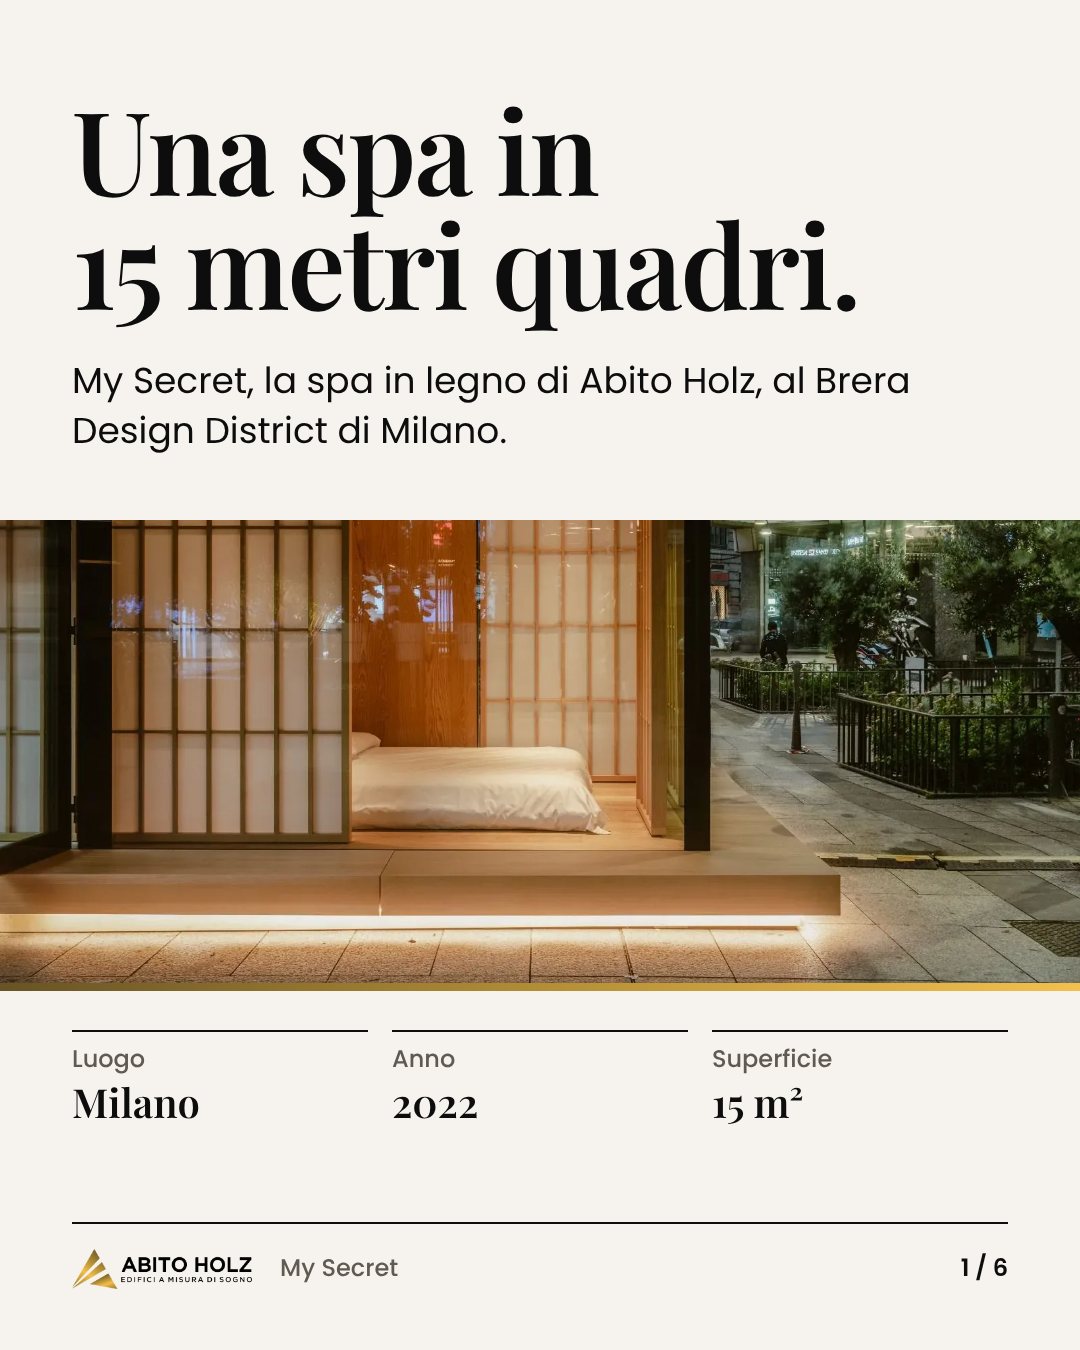 Una spa in
15 metri quadri.
My Secret, la spa in legno di Abito Holz, al Brera
Design District di Milano.
Luogo
Milano
Anno
2022
Superficie
15 m²
ABITO HOLZ
EDIFICI A MISURA DI SOGNO
My Secret
1 / 6